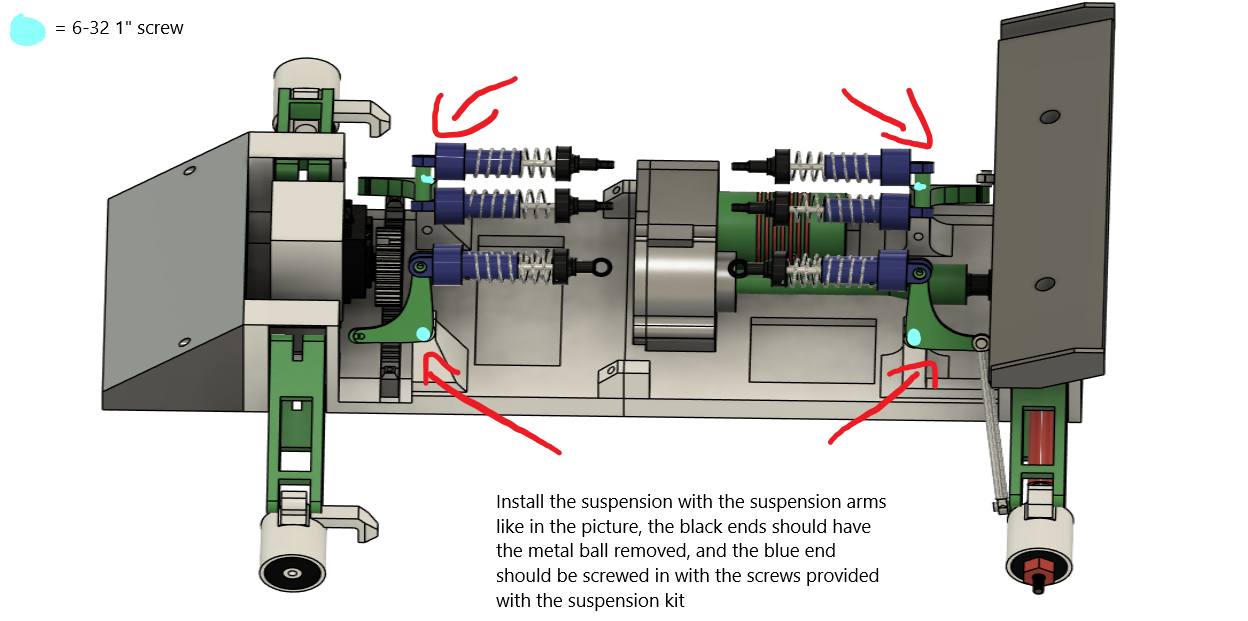 = 6-32 1" screw
Install the suspension with the suspension arms
like in the picture, the black ends should have
the metal ball removed, and the blue end
should be screwed in with the screws provided
with the suspension kit